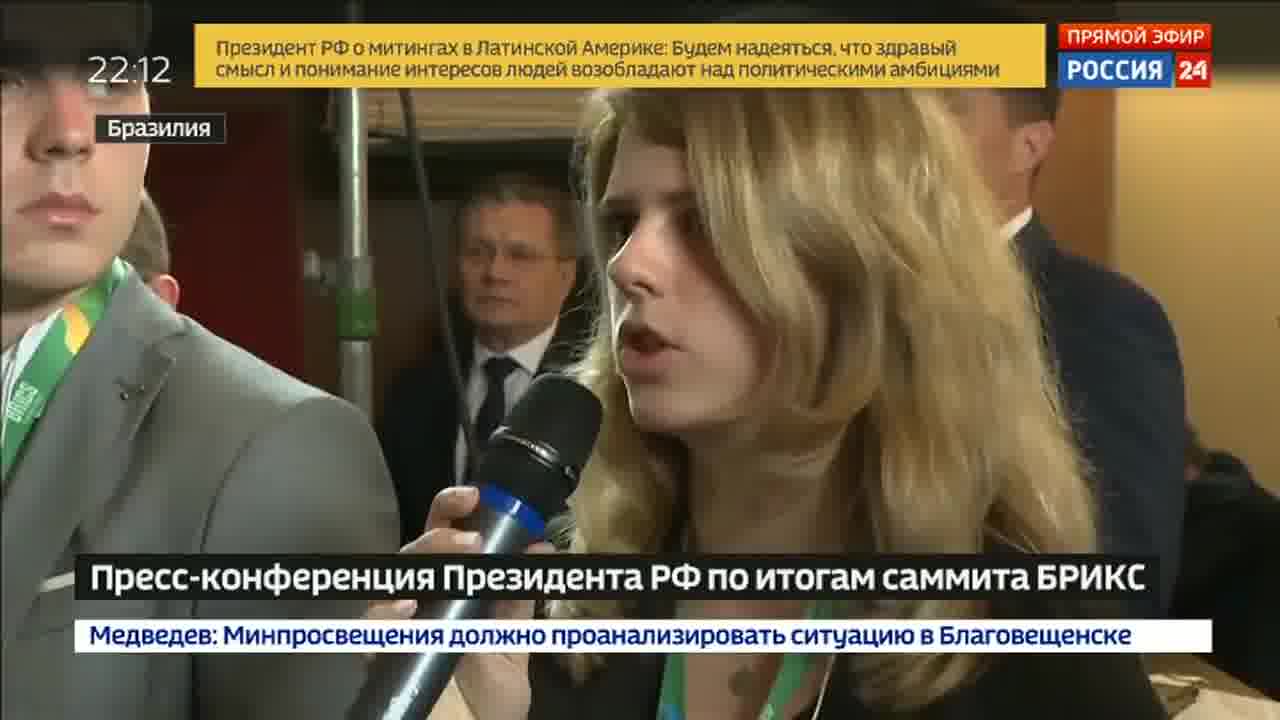 22:12
Президент РФ о митингах в Латинской Америке: Будем надеяться, что здравый
смысл и понимание интересов людей возобладают над политическими амбициями
ПРЯМОЙ ЭФИР
РОССИЯ 24
Бразилия
Пресс-конференция Президента РФ по итогам саммита БРИКС
Медведев: Минпросвещения должно проанализировать ситуацию в Благовещенске